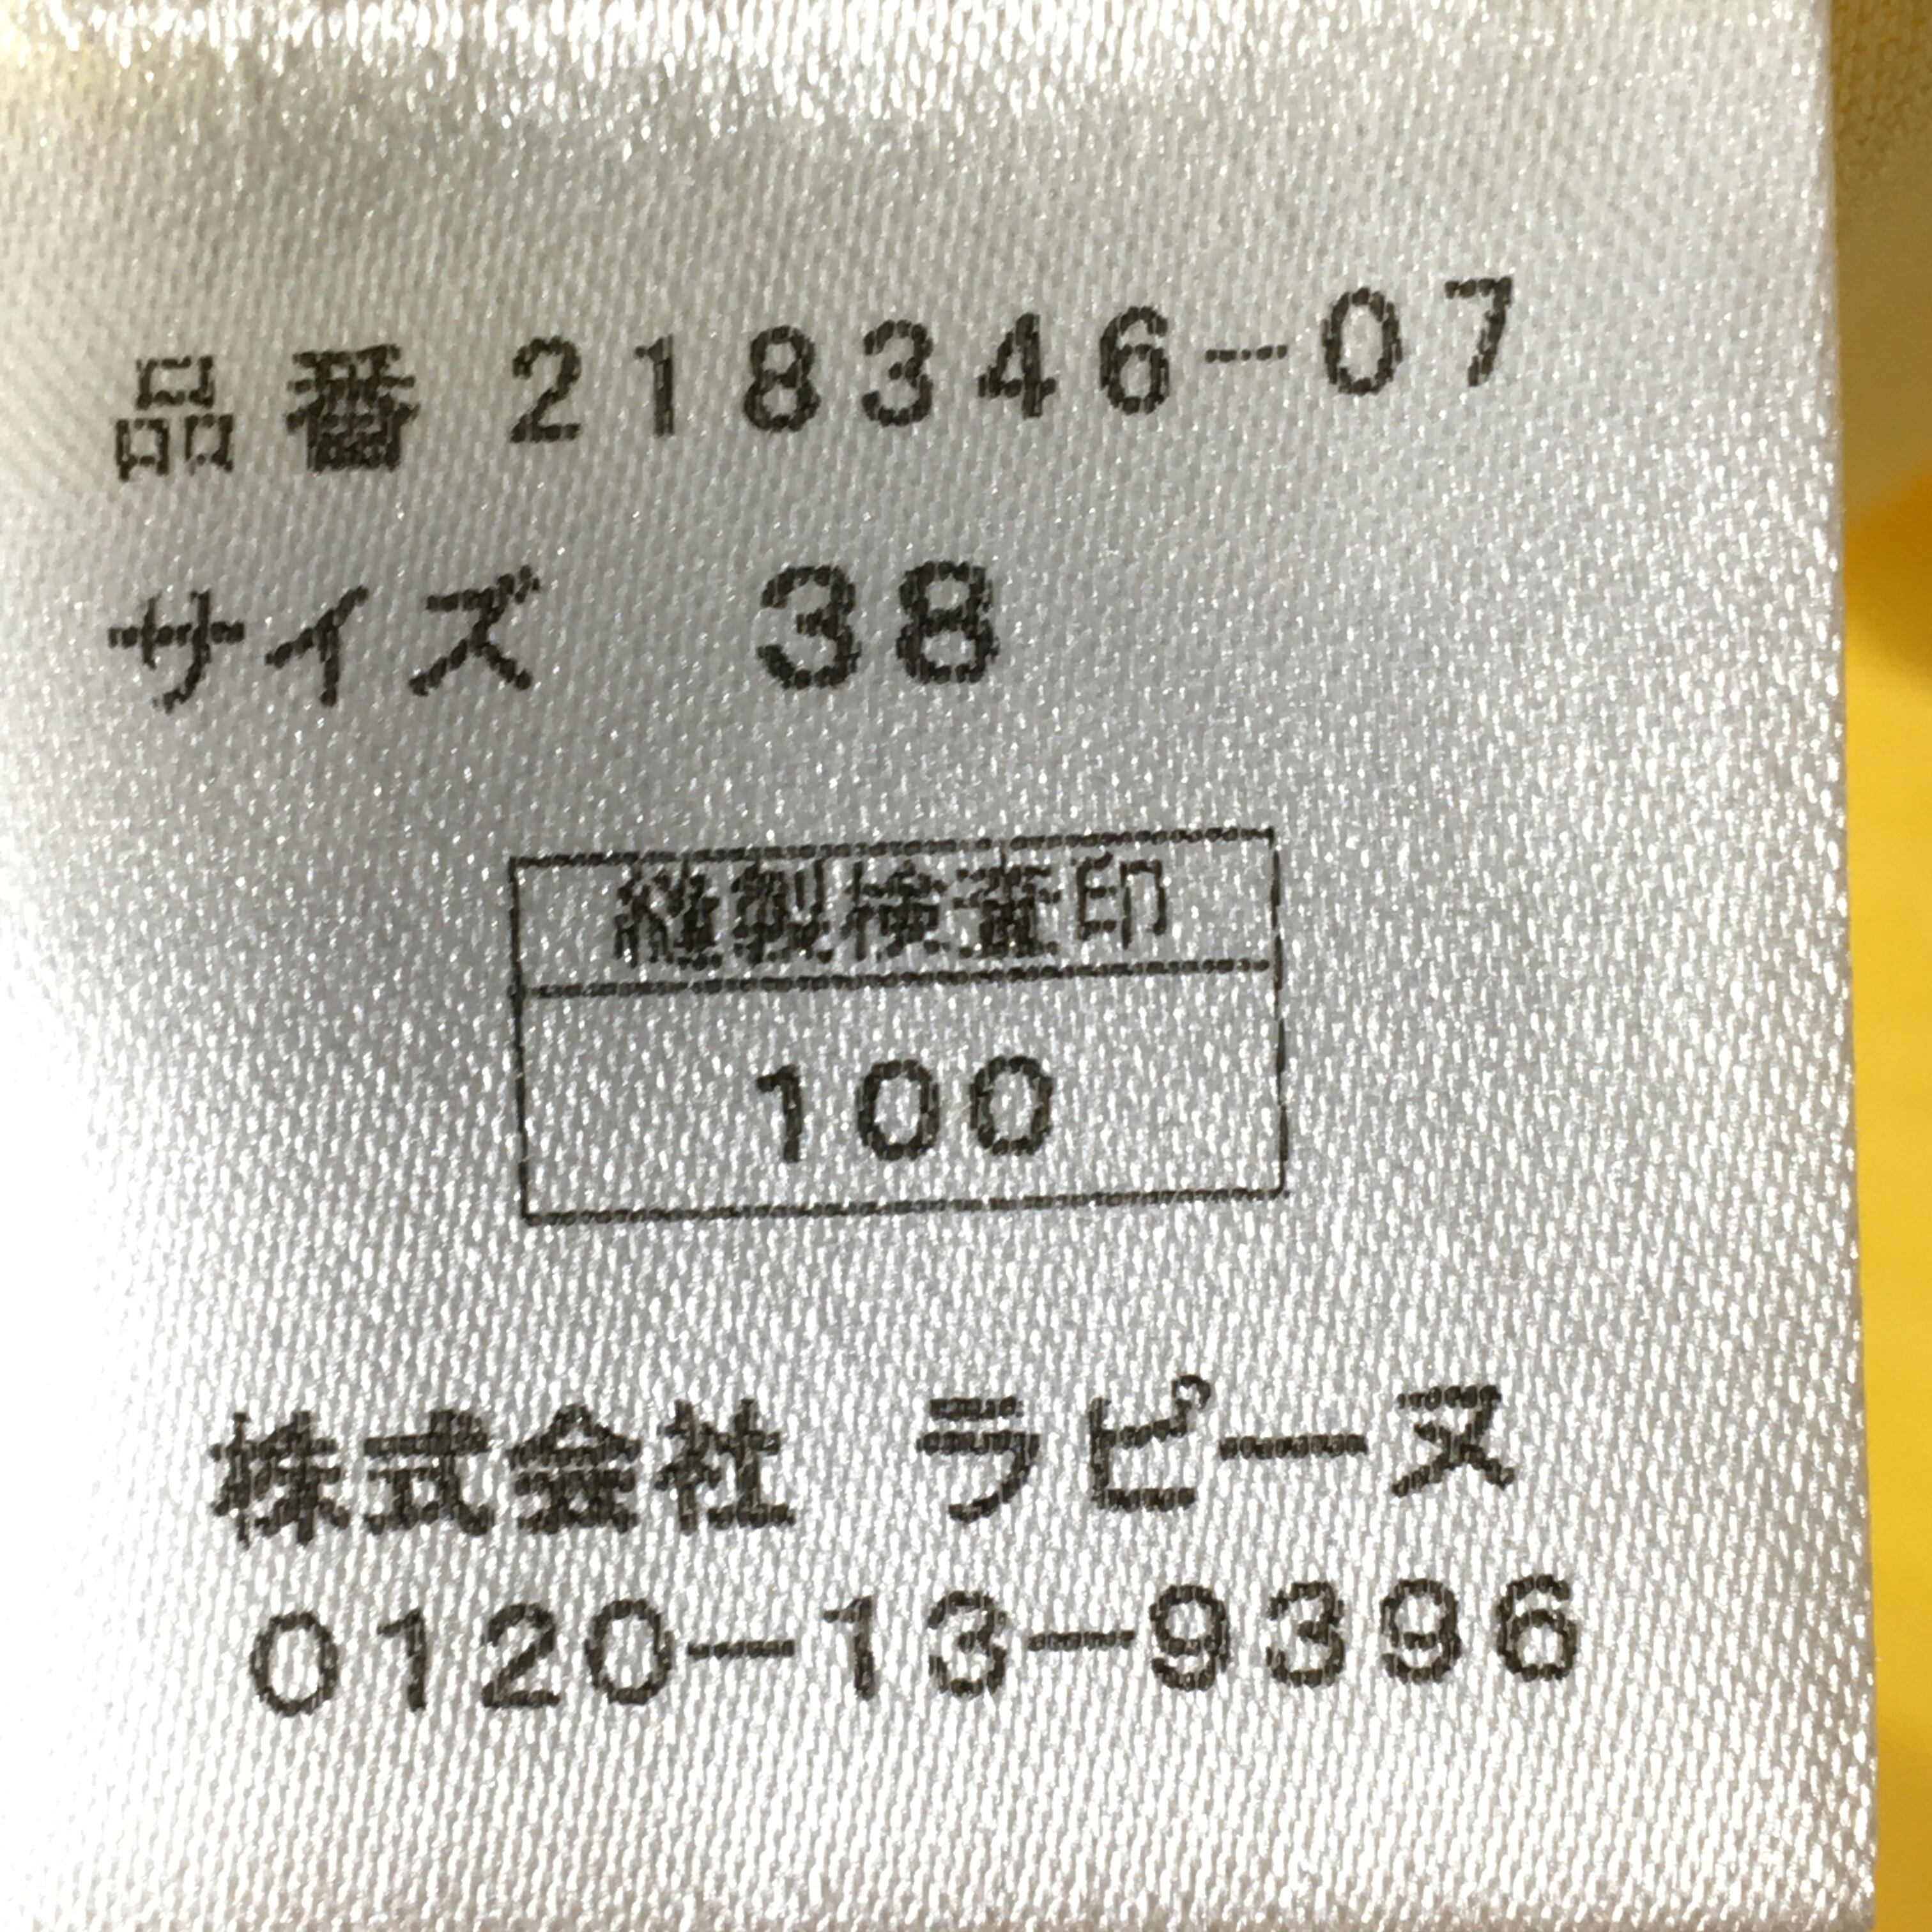 品番 218346-07
サイズ 38
縫製検査印
100
株式会社 ラピーヌ
0120-13-9396